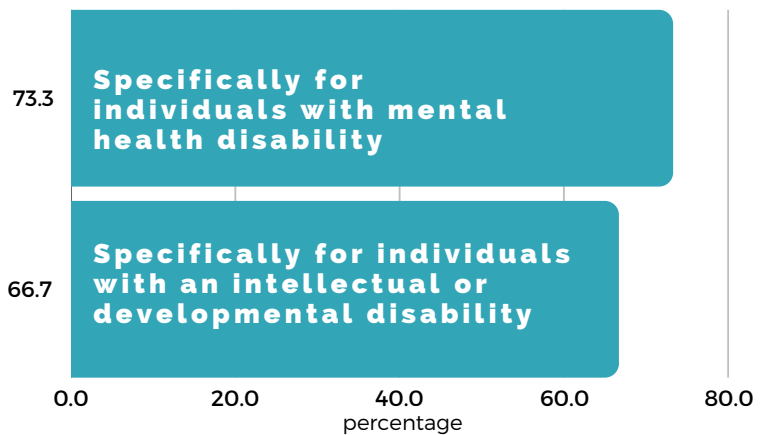 73.3
Specifically for
individuals with mental
health disability
66.7
Specifically for individuals
with an intellectual or
developmental disability
0.0 20.0 40.0 60.0 80.0
percentage